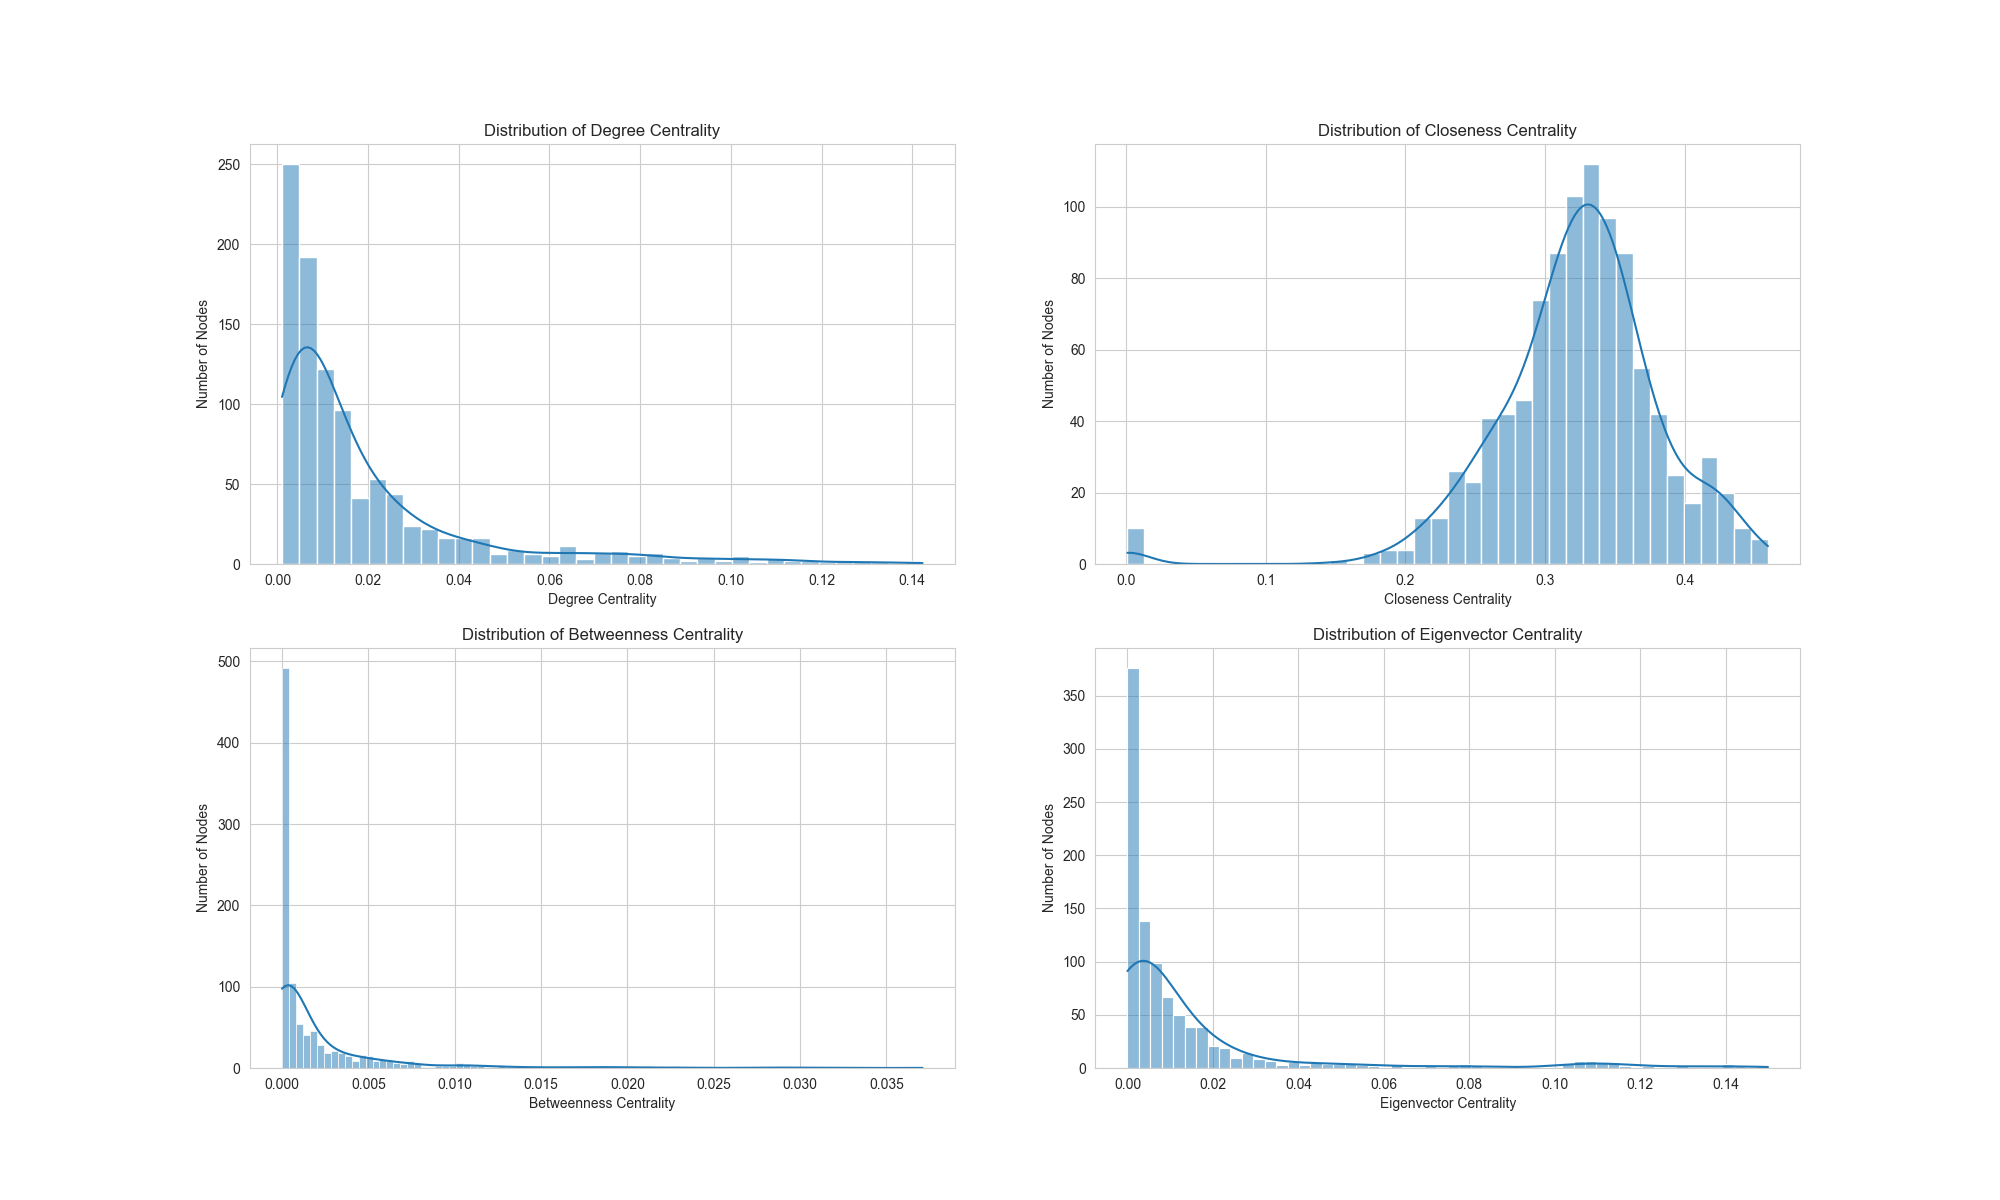 Distribution of Degree Centrality
250
200
150
100
50
0
Number of Nodes
0.00 0.02 0.04 0.06 0.08 0.10 0.12 0.14
Degree Centrality
Distribution of Closeness Centrality
100
80
60
40
20
0
Number of Nodes
0.0 0.1 0.2 0.3 0.4
Closeness Centrality
Distribution of Betweenness Centrality
500
400
300
200
100
0
Number of Nodes
0.000 0.005 0.010 0.015 0.020 0.025 0.030 0.035
Betweenness Centrality
Distribution of Eigenvector Centrality
350
300
250
200
150
100
50
0
Number of Nodes
0.00 0.02 0.04 0.06 0.08 0.10 0.12 0.14
Eigenvector Centrality